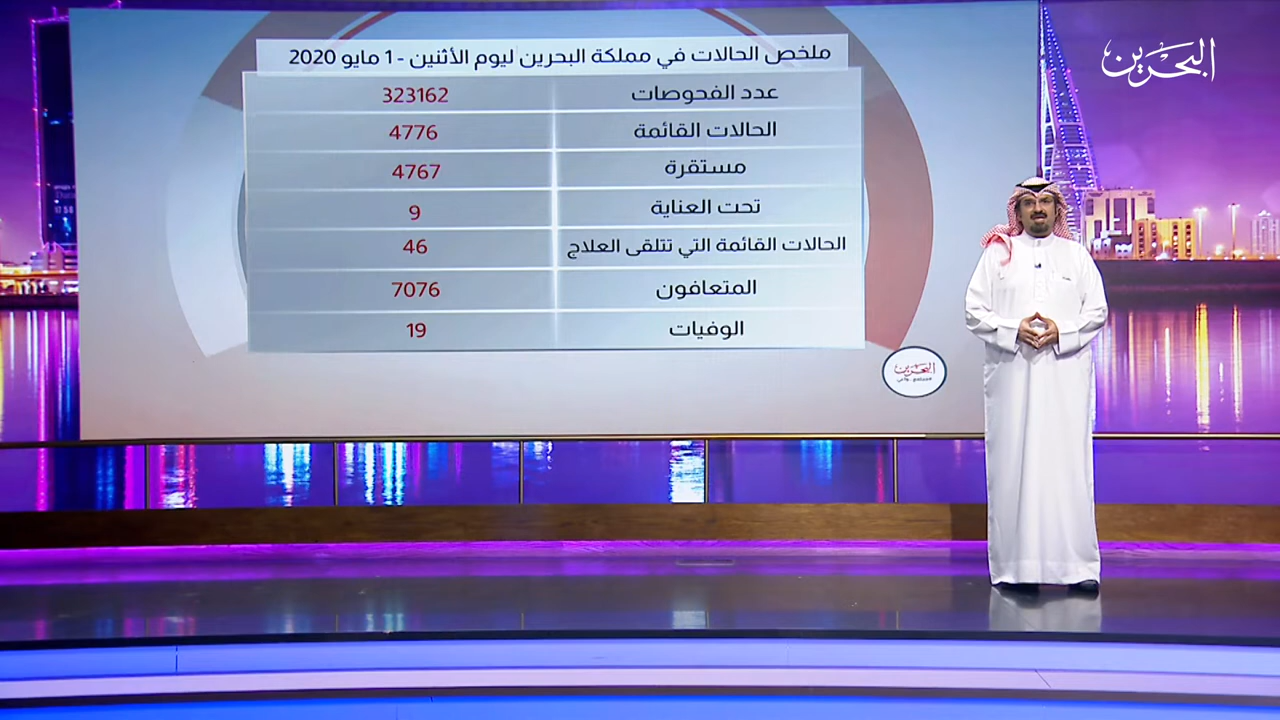 ملخص الحالات في مملكة البحرين ليوم الأثنين - 1 مايو 2020
عدد الفحوصات 323162
الحالات القائمة 4776
مستقرة 4767
تحت العناية 9
الحالات القائمة التي تتلقى العلاج 46
المتعافون 7076
الوفيات 19
البحرين
البحرين